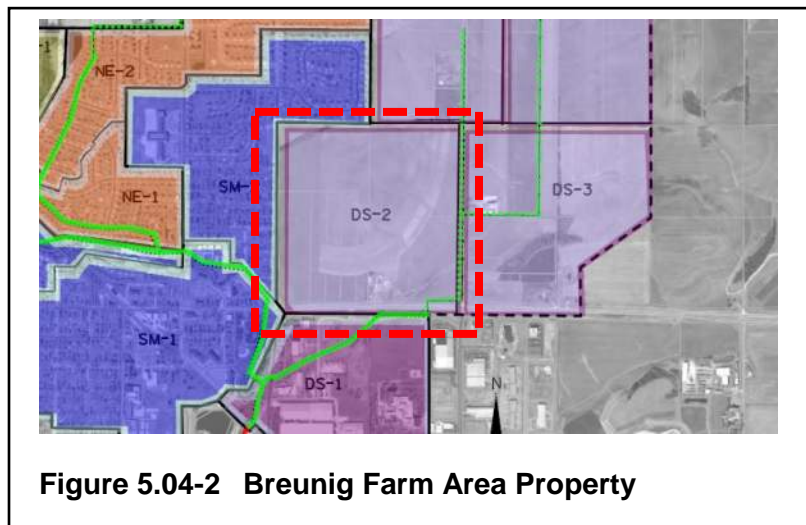 -1
NE-2
NE-1
SM-
DS-2
DS-3
SM-1
DS-1
N
Figure 5.04-2 Breunig Farm Area Property